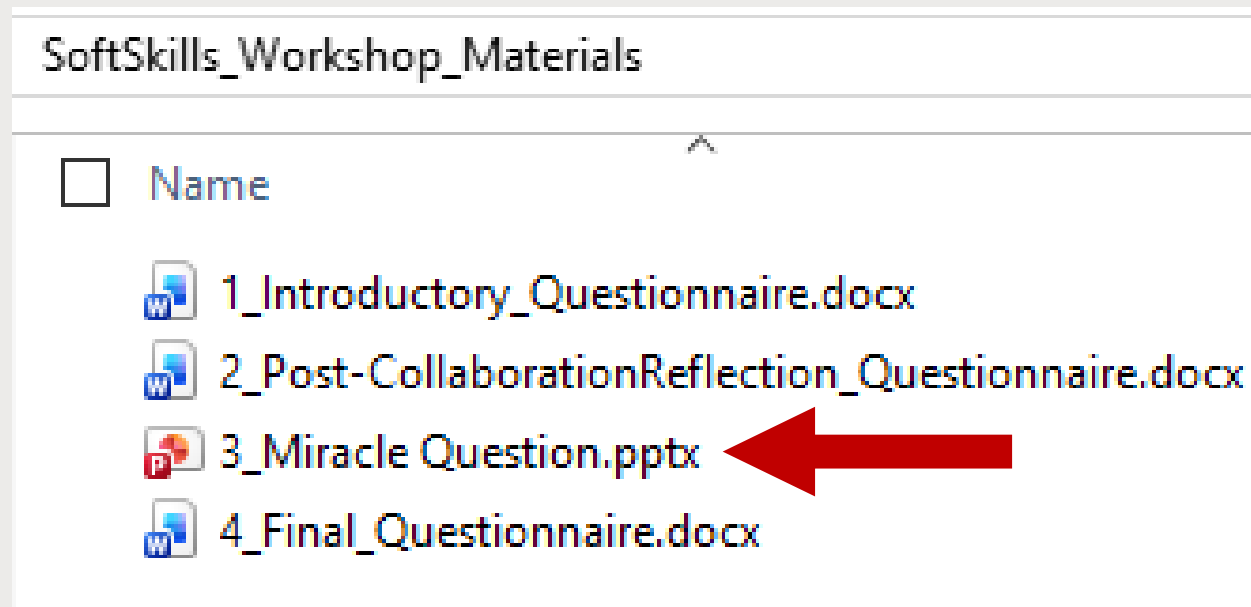 SoftSkills_Workshop_Materials
Name
1_Introductory_Questionnaire.docx
2_Post-CollaborationReflection_Questionnaire.docx
3_Miracle Question.pptx
4_Final_Questionnaire.docx